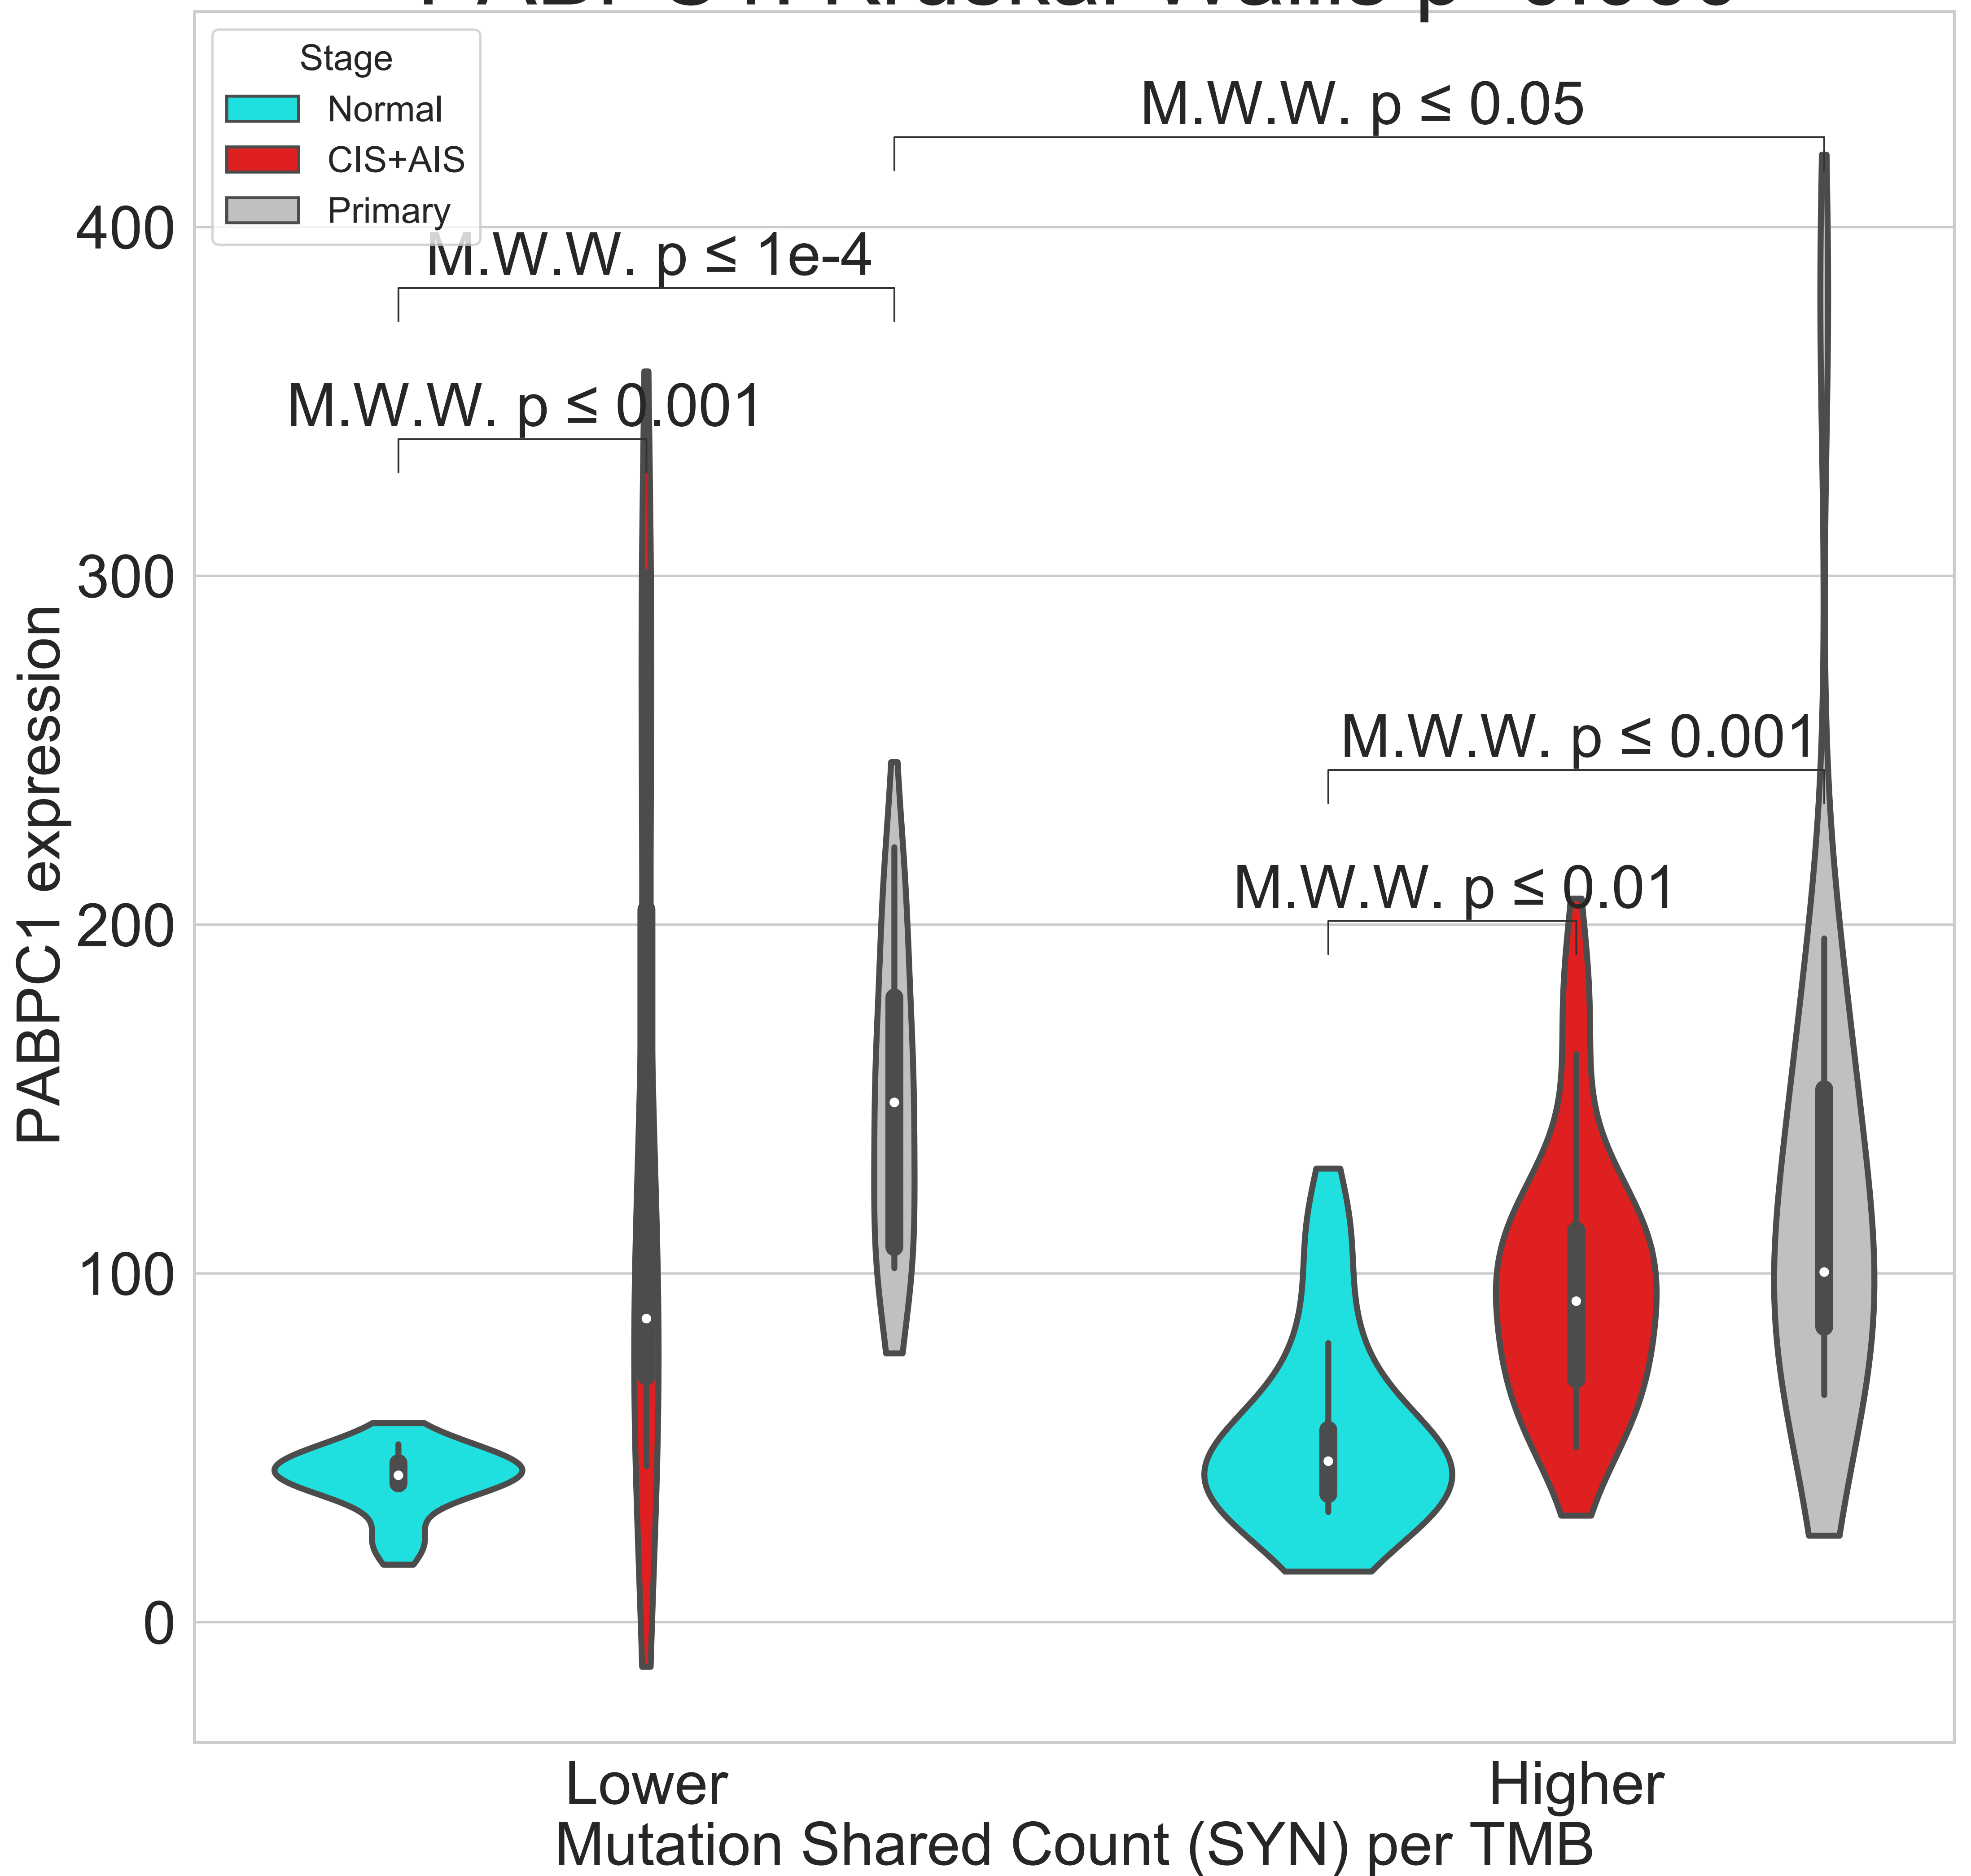 Stage
Normal
CIS+AIS
Primary
M.W.W. p ≤ 0.05
M.W.W. p ≤ 1e-4
M.W.W. p ≤ 0.001
M.W.W. p ≤ 0.001
M.W.W. p ≤ 0.01
400
300
200
100
0
PABPC1 expression
Lower
Higher
Mutation Shared Count (SYN) per TMB